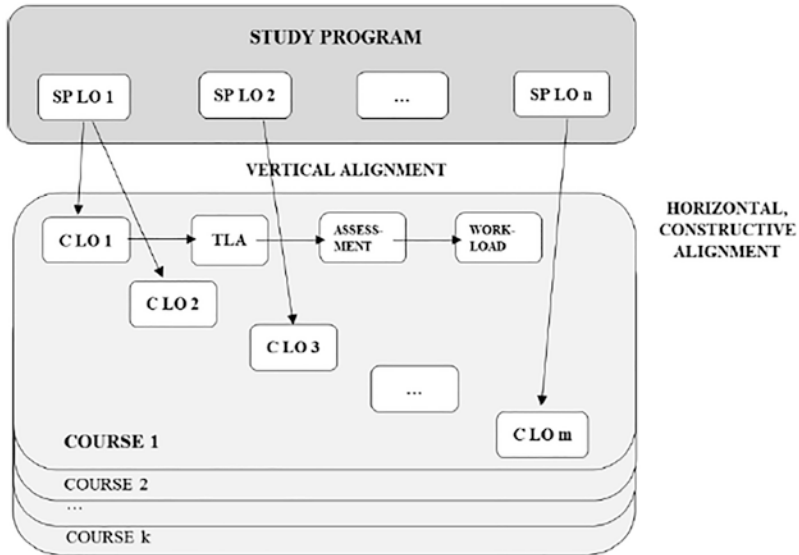 STUDY PROGRAM
SP LO 1
SP LO 2
...
SP LO n
VERTICAL ALIGNMENT
HORIZONTAL,
CONSTRUCTIVE
ALIGNMENT
C LO 1
TLA
ASSESS-
MENT
WORK-
LOAD
C LO 2
C LO 3
...
C LO m
COURSE 1
COURSE 2
...
COURSE k